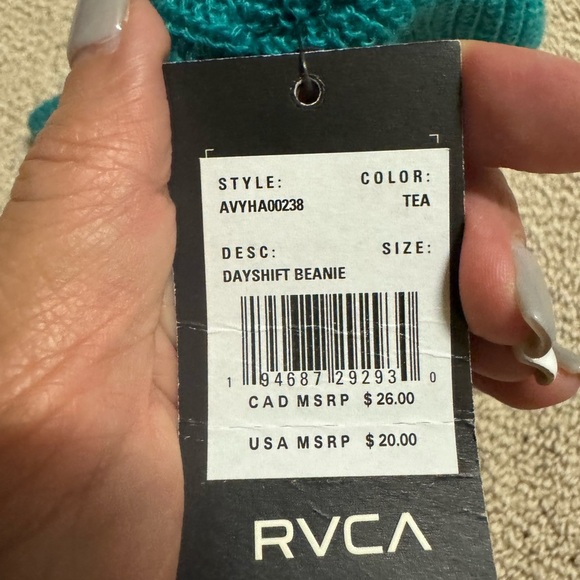 STYLE: COLOR:
AVYHA00238 TEA
DESC: SIZE:
DAYSHIFT BEANIE
1 94687 29293 0
CAD MSRP $ 26.00
USA MSRP $ 20.00
RVCA